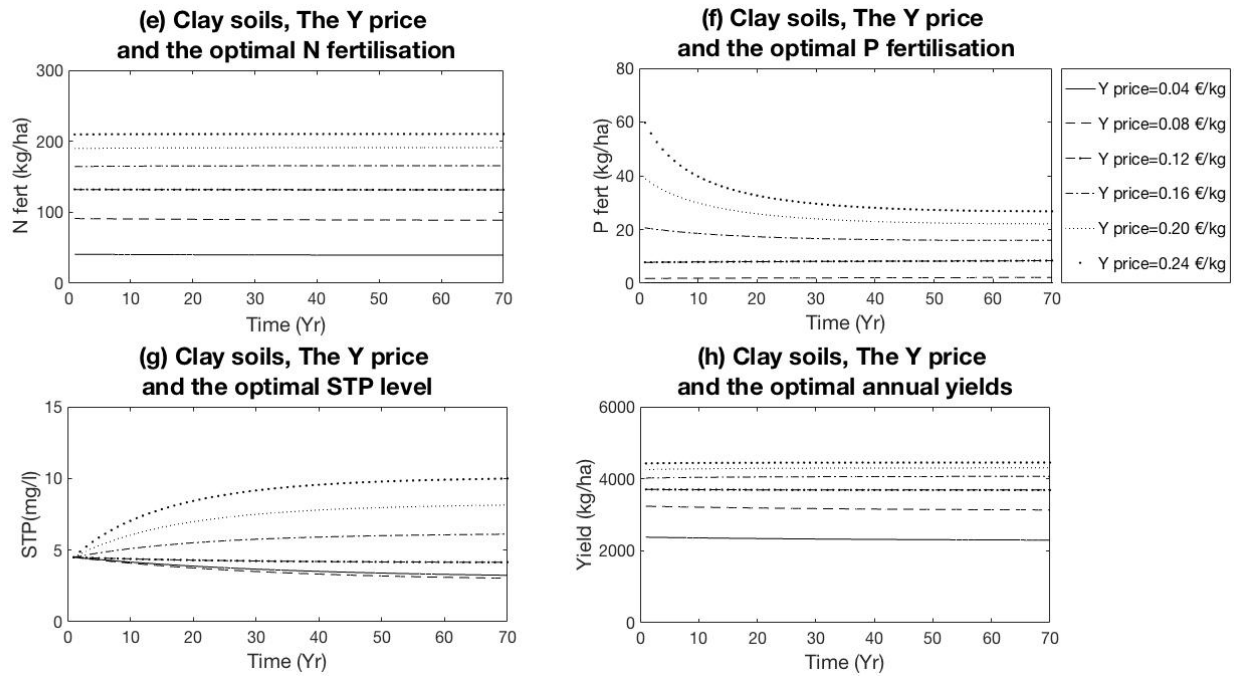 (e) Clay soils, The Y price
and the optimal N fertilisation
300
200
100
0
N fert (kg/ha)
0 10 20 30 40 50 60 70
Time (Yr)
(f) Clay soils, The Y price
and the optimal P fertilisation
80
60
40
20
0
P fert (kg/ha)
0 10 20 30 40 50 60 70
Time (Yr)
Y price=0.04 €/kg
Y price=0.08 €/kg
Y price=0.12 €/kg
Y price=0.16 €/kg
Y price=0.20 €/kg
Y price=0.24 €/kg
(g) Clay soils, The Y price
and the optimal STP level
15
10
5
0
STP(mg/l)
0 10 20 30 40 50 60 70
Time (Yr)
(h) Clay soils, The Y price
and the optimal annual yields
6000
4000
2000
0
Yield (kg/ha)
0 10 20 30 40 50 60 70
Time (Yr)